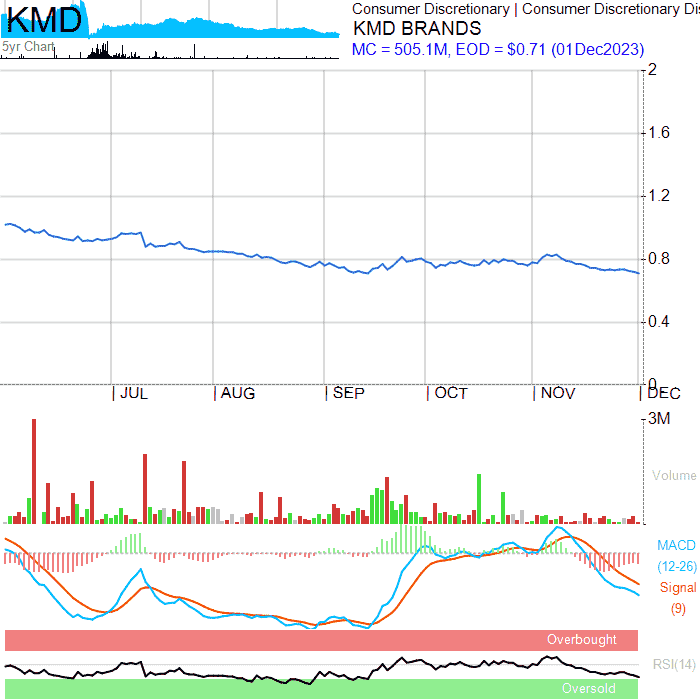 KMD
5yr Chart
Consumer Discretionary | Consumer Discretionary Dis
KMD BRANDS
MC = 505.1M, EOD = $0.71 (01Dec2023)
2
1.6
1.2
0.8
0.4
0
| JUL | AUG | SEP | OCT | NOV | DEC
3M
Volume
MACD
(12-26)
Signal
(9)
Overbought
RSI(14)
Oversold